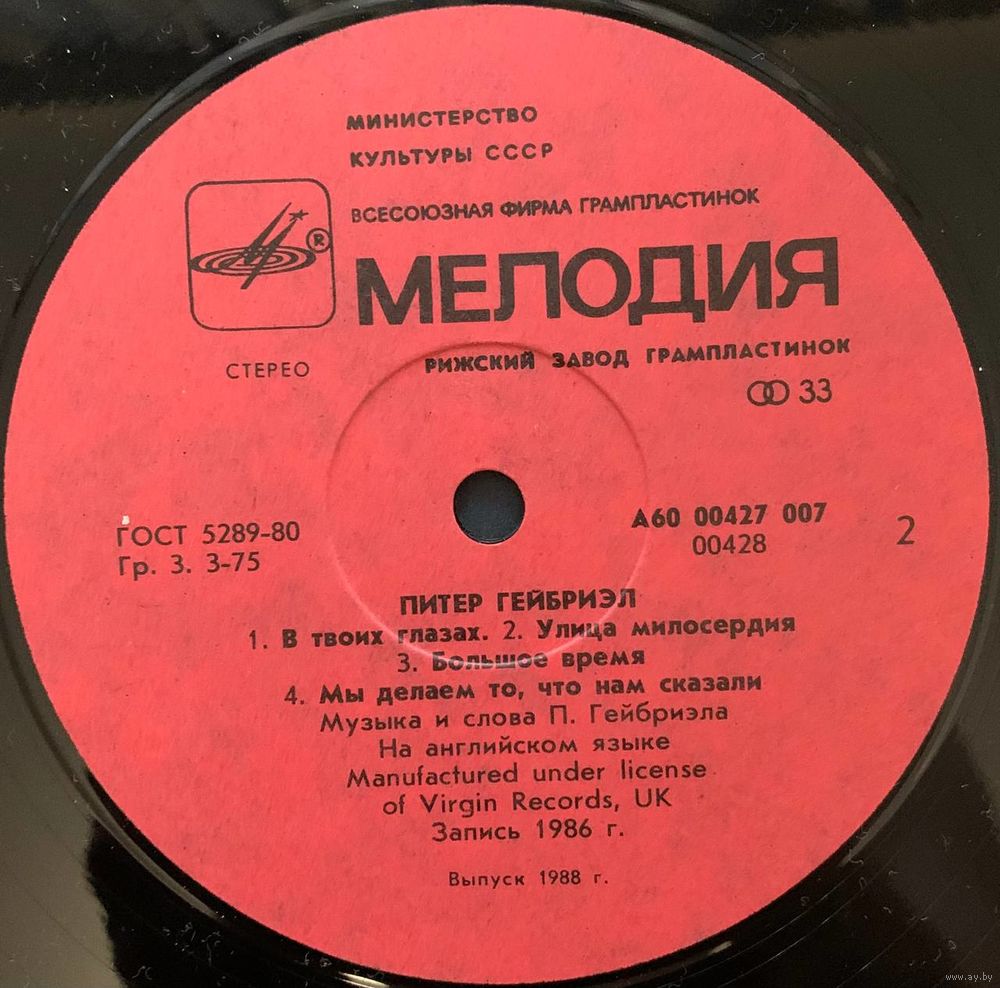 МИНИСТЕРСТВО
КУЛЬТУРЫ СССР
ВСЕСОЮЗНАЯ ФИРМА ГРАМПЛАСТИНОК
®
МЕЛОДИЯ
СТЕРЕО
РИЖСКИЙ ЗАВОД ГРАМПЛАСТИНОК
33
ГОСТ 5289-80
Гр. 3. 3-75
А60 00427 007
00428
2
ПИТЕР ГЕЙБРИЭЛ
1. В твоих глазах. 2. Улица милосердия
3. Большое время
4. Мы делаем то, что нам сказали
Музыка и слова П. Гейбриэла
На английском языке
Manufactured under license
of Virgin Records, UK
Запись 1986 г.
Выпуск 1988 г.
www.ay.by